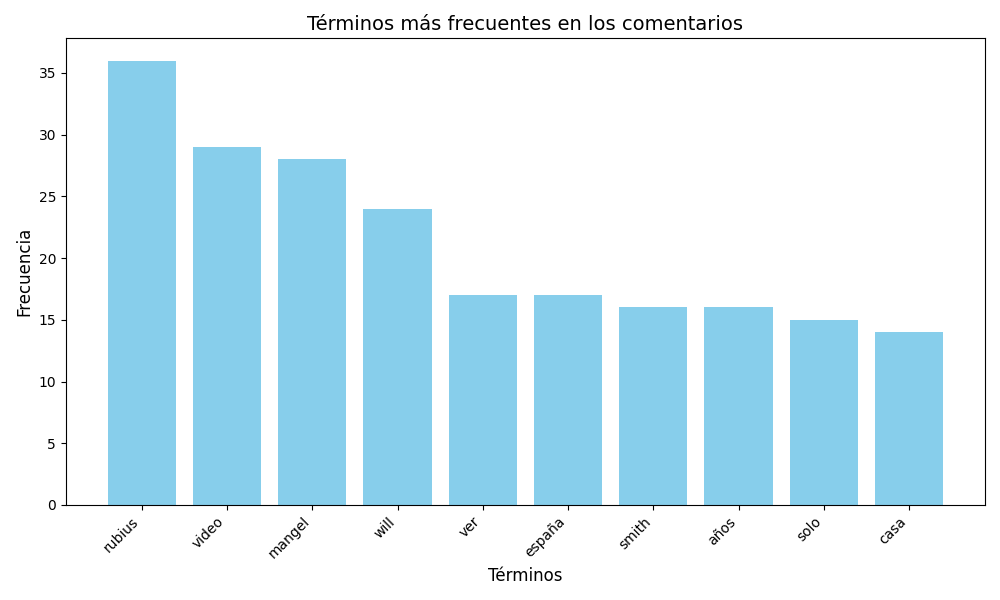 Términos más frecuentes en los comentarios
Frecuencia
35
30
25
20
15
10
5
0
rubius
video
mangel
will
ver
españa
smith
años
solo
casa
Términos